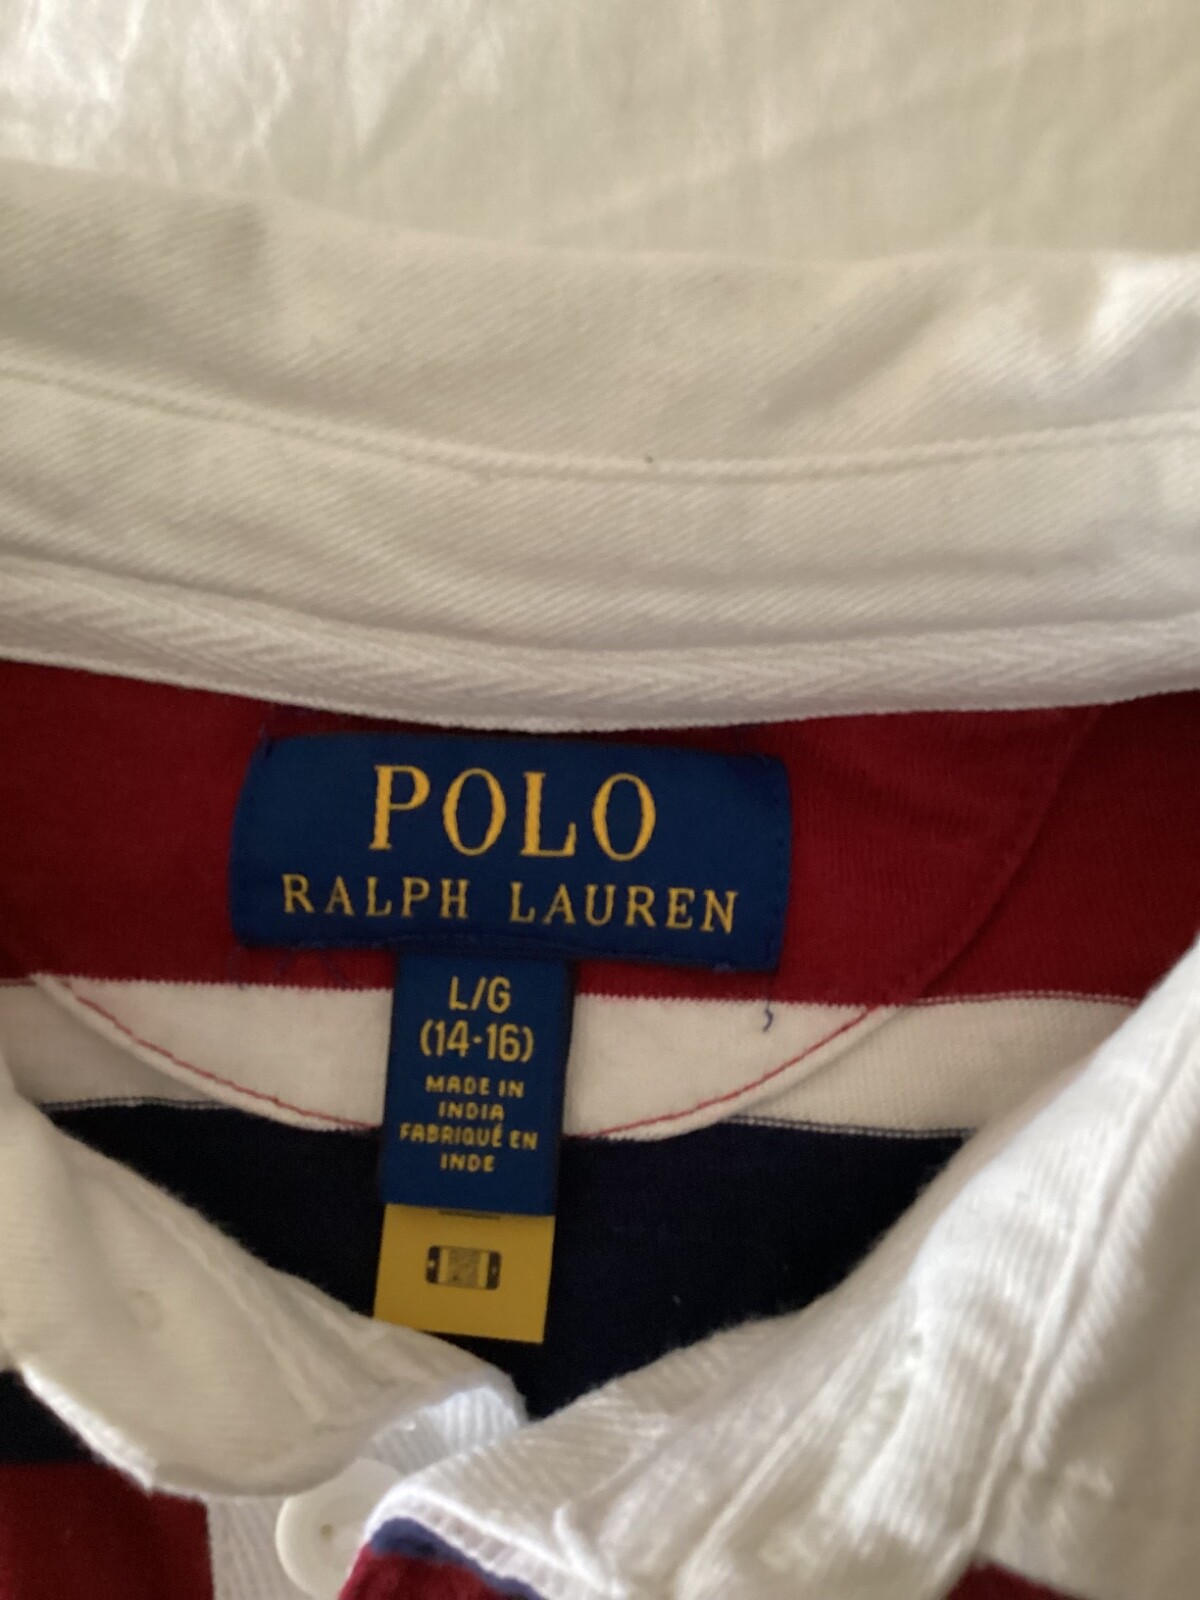 POLO
RALPH LAUREN
L/G
(14-16)
MADE IN
INDIA
FABRIQUÉ EN
INDE